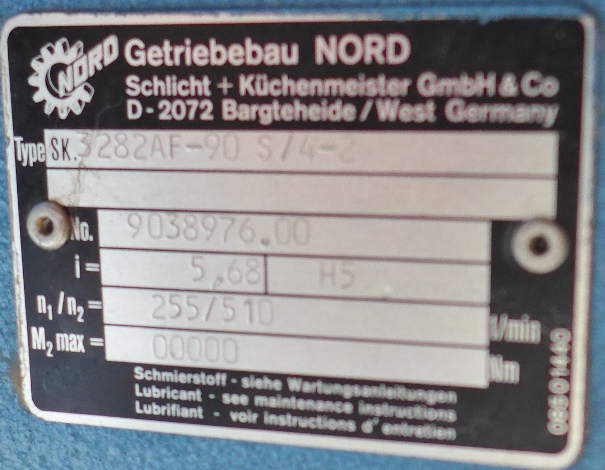 NORD
Getriebebau NORD
Schlicht + Küchenmeister GmbH & Co
D-2072 Bargteheide / West Germany
Type SK. 3282AF-90 S/4-2
No. 9038976.00
i = 5,68 H5
n₁/n₂= 255/510 1/min
M₂ max = 00000 Nm
Schmierstoff - siehe Wartungsanleitungen
Lubricant - see maintenance instructions
Lubrifiant - voir instructions d' entretien